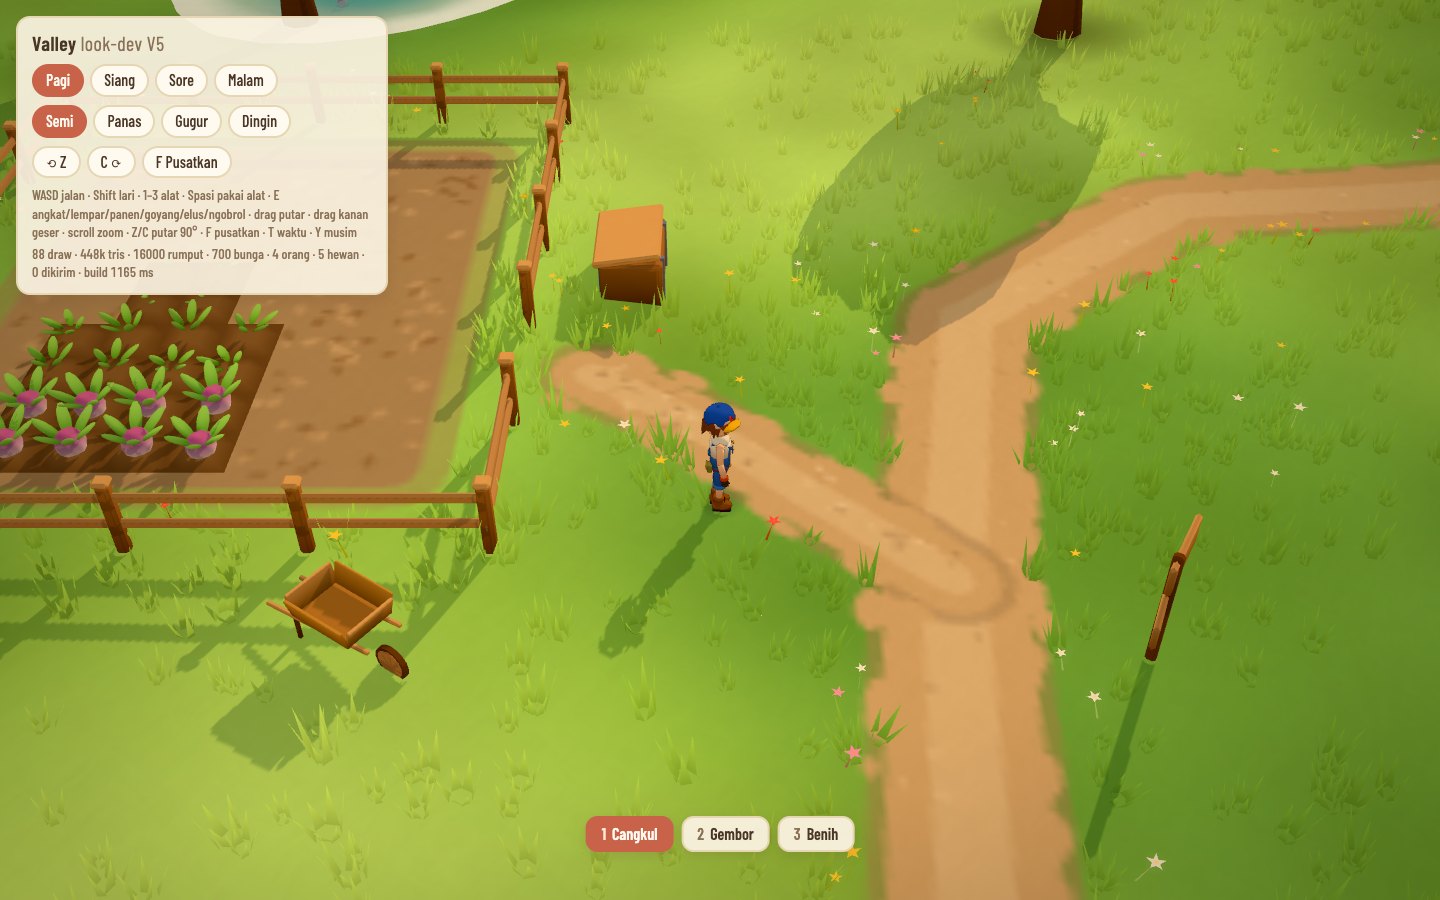 Valley look-dev V5
Pagi Siang Sore Malam
Semi Panas Gugur Dingin
⟲ Z C ⟳ F Pusatkan
WASD jalan · Shift lari · 1–3 alat · Spasi pakai alat · E
angkat/lempar/panen/goyang/elus/ngobrol · drag putar · drag kanan
geser · scroll zoom · Z/C putar 90° · F pusatkan · T waktu · Y musim
88 draw · 448k tris · 16000 rumput · 700 bunga · 4 orang · 5 hewan ·
0 dikirim · build 1165 ms
1 Cangkul 2 Gembor 3 Benih